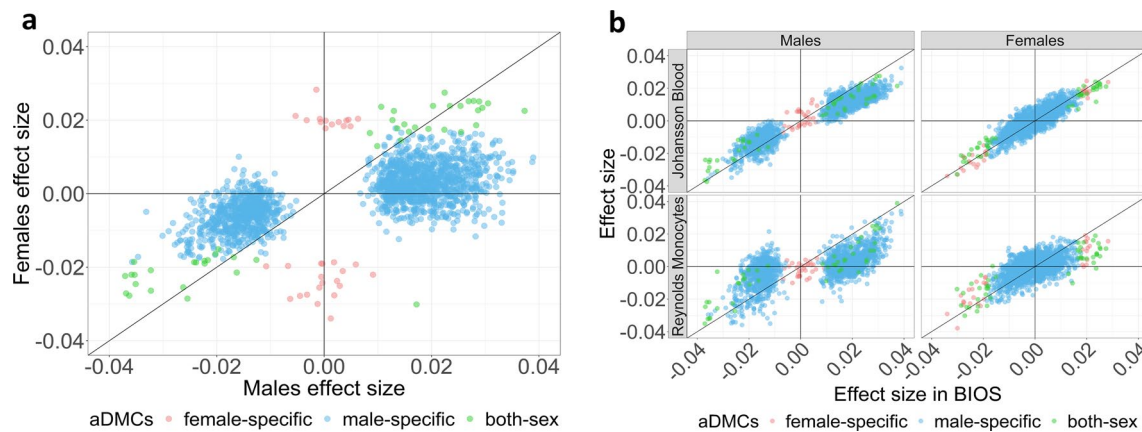 a
Females effect size
0.04
0.02
0.00
-0.02
-0.04
-0.04 -0.02 0.00 0.02 0.04
Males effect size
aDMCs female-specific male-specific both-sex
b
Males Females
Effect size
Johansson Blood
0.04
0.02
0.00
-0.02
-0.04
Reynolds Monocytes
0.04
0.02
0.00
-0.02
-0.04
-0.04 -0.02 0.00 0.02 0.04 -0.04 -0.02 0.00 0.02 0.04
Effect size in BIOS
aDMCs female-specific male-specific both-sex